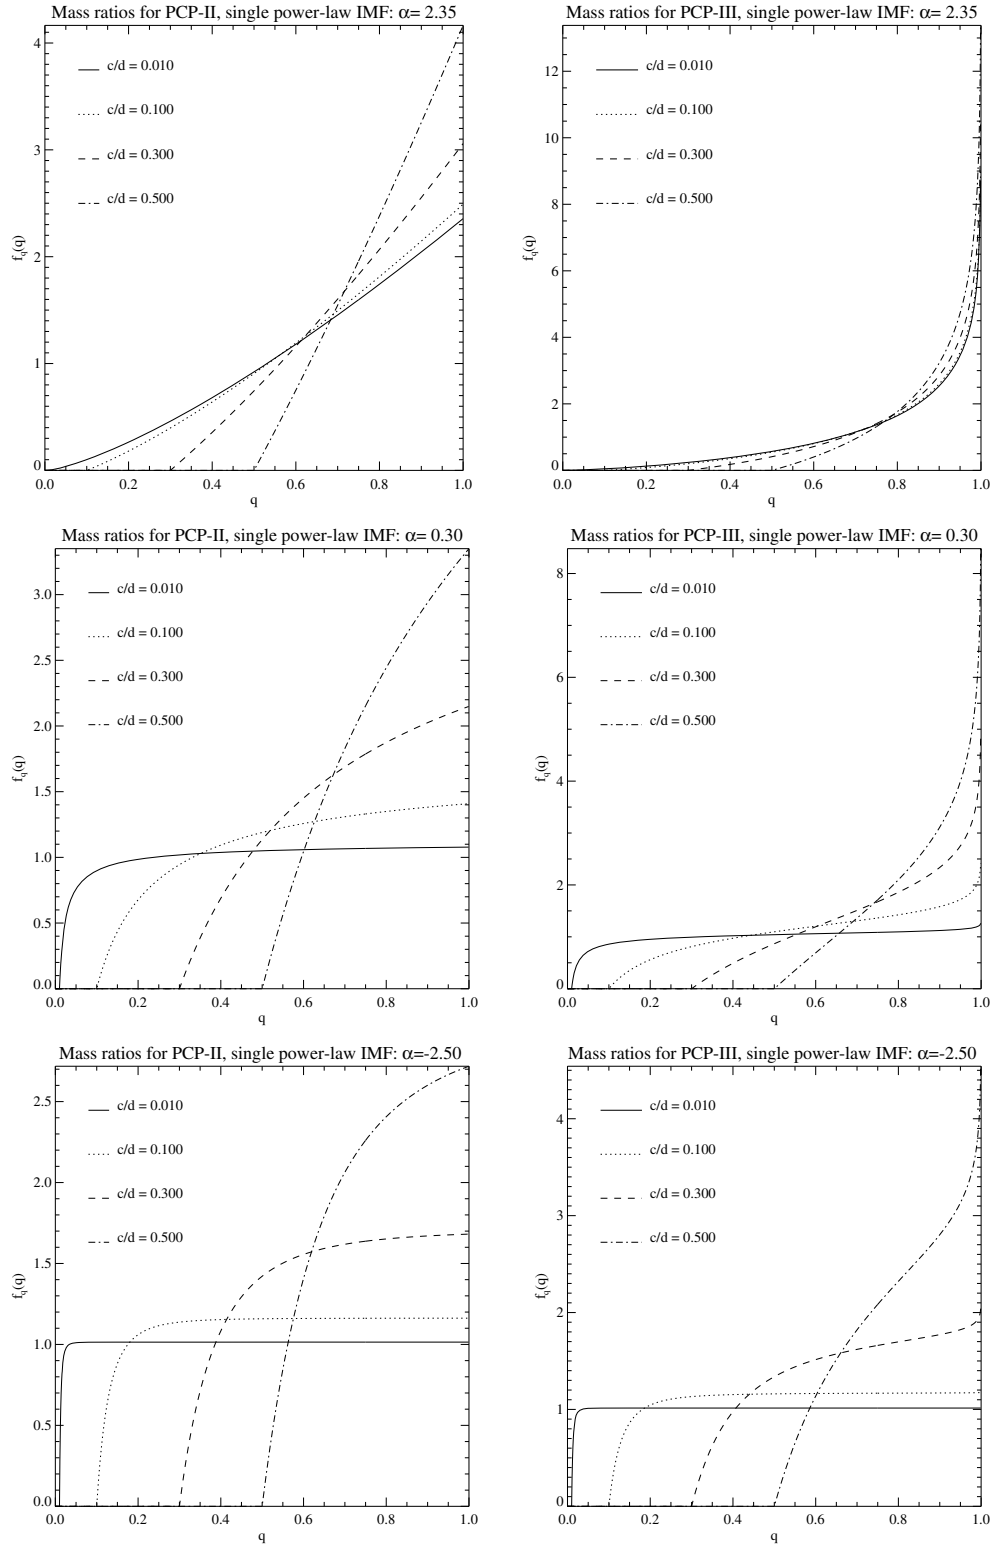 Mass ratios for PCP-II, single power-law IMF: α= 2.35
4
3
2
1
0
c/d = 0.010
c/d = 0.100
c/d = 0.300
c/d = 0.500
f_q(q)
0.0 0.2 0.4 0.6 0.8 1.0
q
Mass ratios for PCP-III, single power-law IMF: α= 2.35
12
10
8
6
4
2
0
c/d = 0.010
c/d = 0.100
c/d = 0.300
c/d = 0.500
f_q(q)
0.0 0.2 0.4 0.6 0.8 1.0
q
Mass ratios for PCP-II, single power-law IMF: α= 0.30
3.0
2.5
2.0
1.5
1.0
0.5
0.0
c/d = 0.010
c/d = 0.100
c/d = 0.300
c/d = 0.500
f_q(q)
0.0 0.2 0.4 0.6 0.8 1.0
q
Mass ratios for PCP-III, single power-law IMF: α= 0.30
8
6
4
2
0
c/d = 0.010
c/d = 0.100
c/d = 0.300
c/d = 0.500
f_q(q)
0.0 0.2 0.4 0.6 0.8 1.0
q
Mass ratios for PCP-II, single power-law IMF: α=-2.50
2.5
2.0
1.5
1.0
0.5
0.0
c/d = 0.010
c/d = 0.100
c/d = 0.300
c/d = 0.500
f_q(q)
0.0 0.2 0.4 0.6 0.8 1.0
q
Mass ratios for PCP-III, single power-law IMF: α=-2.50
4
3
2
1
0
c/d = 0.010
c/d = 0.100
c/d = 0.300
c/d = 0.500
f_q(q)
0.0 0.2 0.4 0.6 0.8 1.0
q